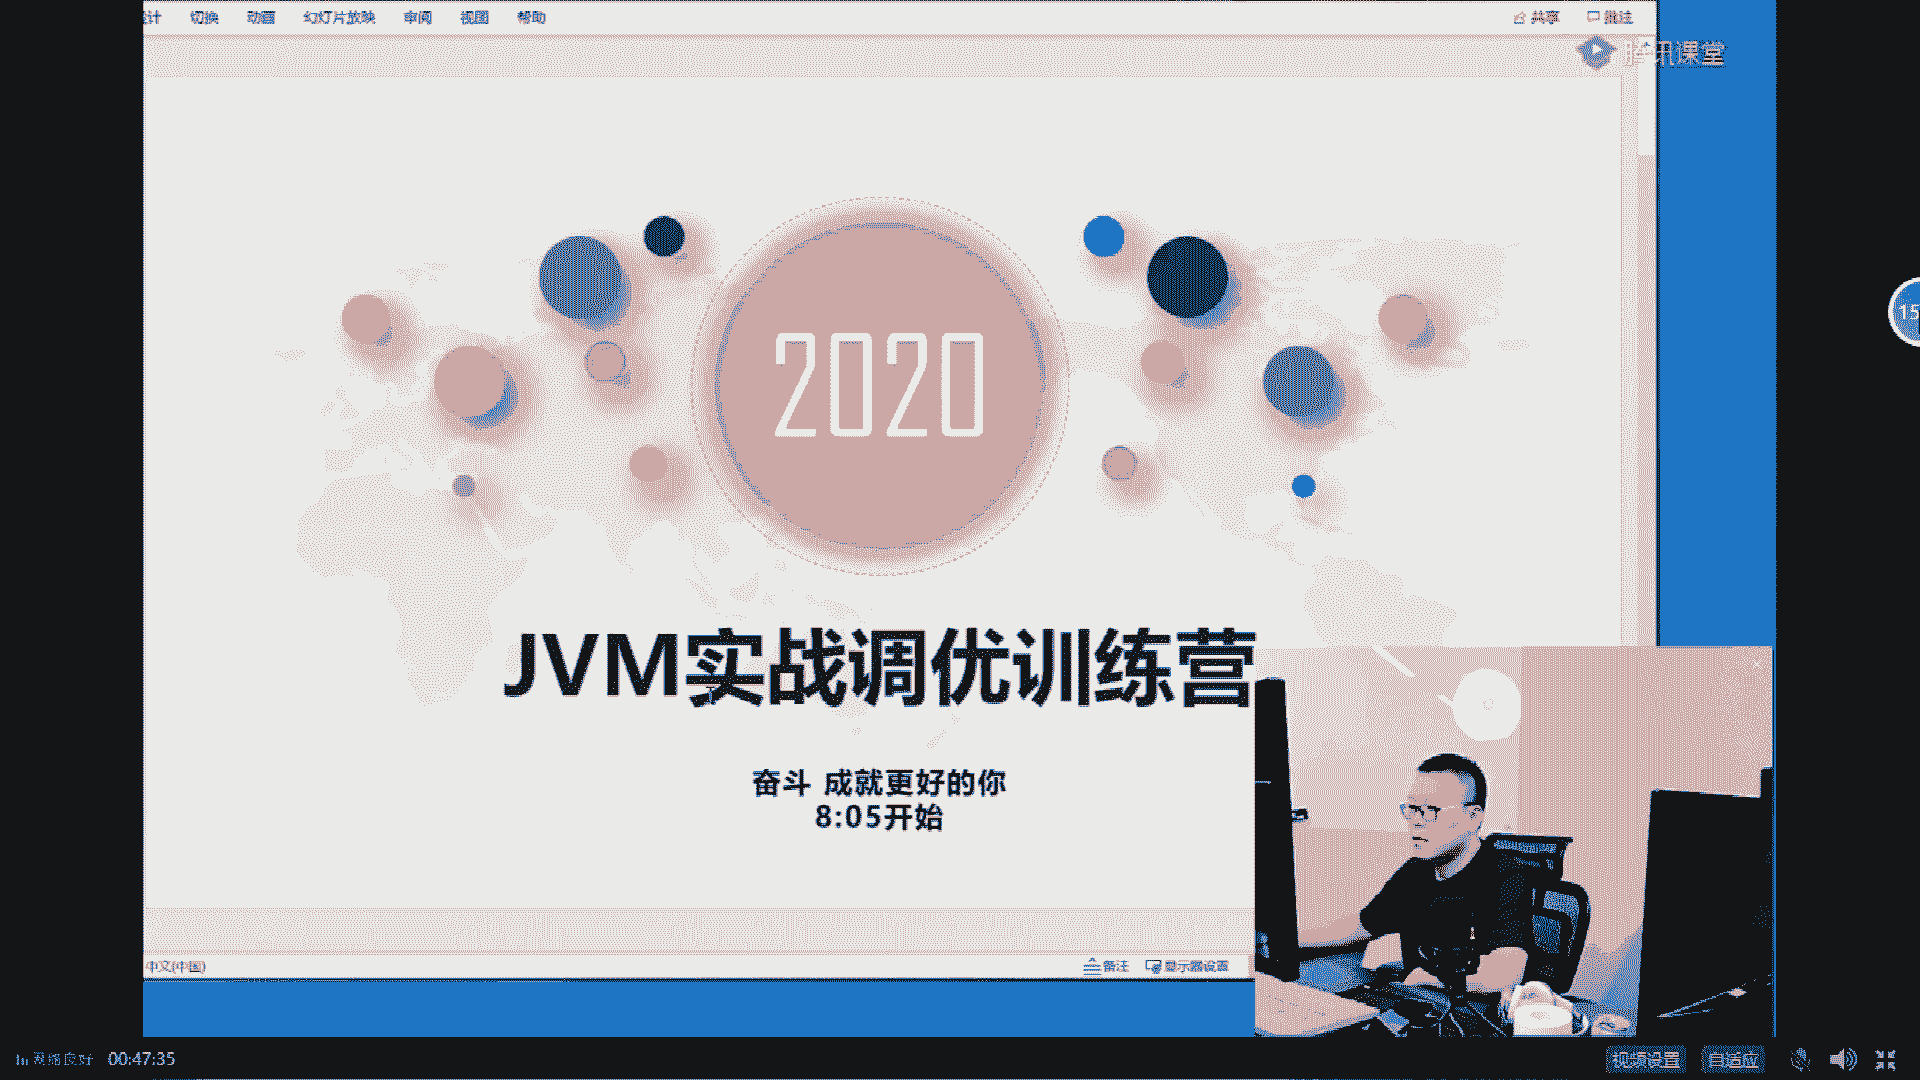 计 切换 动画 幻灯片放映 审阅 视图 帮助 共享 批注
腾讯课堂
15
2020
JVM实战调优训练营
奋斗 成就更好的你
8:05开始
中文(中国) 备注 显示器设置
网络良好 00:47:35 视频设置 自适应